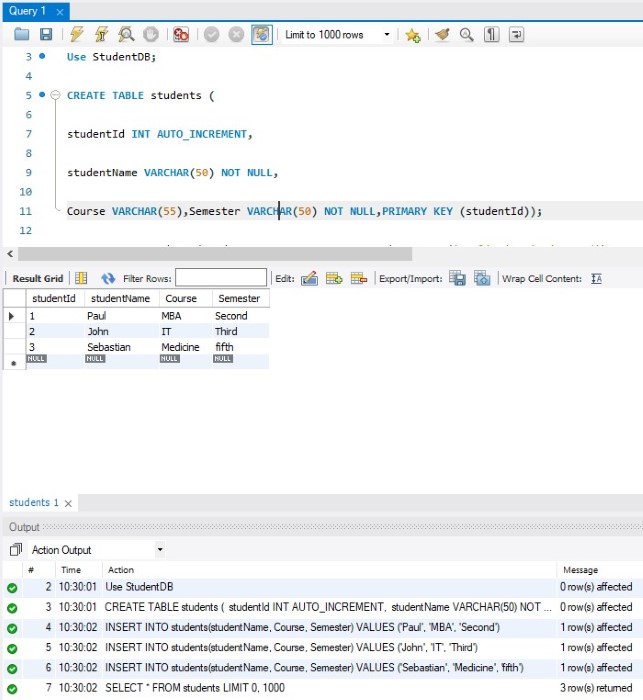 Query 1
Limit to 1000 rows
3 Use StudentDB;
4
5 CREATE TABLE students (
6
7 studentId INT AUTO_INCREMENT,
8
9 studentName VARCHAR(50) NOT NULL,
10
11 Course VARCHAR(55),Semester VARCHAR(50) NOT NULL,PRIMARY KEY (studentId));
12
Result Grid Filter Rows: Edit: Export/Import: Wrap Cell Content:
studentId studentName Course Semester
1 Paul MBA Second
2 John IT Third
3 Sebastian Medicine fifth
NULL NULL NULL NULL
students 1
Output
Action Output
# Time Action Message
2 10:30:01 Use StudentDB 0 row(s) affected
3 10:30:01 CREATE TABLE students ( studentId INT AUTO_INCREMENT, studentName VARCHAR(50) NOT ... 0 row(s) affected
4 10:30:02 INSERT INTO students(studentName, Course, Semester) VALUES ('Paul', 'MBA', 'Second') 1 row(s) affected
5 10:30:02 INSERT INTO students(studentName, Course, Semester) VALUES ('John', 'IT', 'Third') 1 row(s) affected
6 10:30:02 INSERT INTO students(studentName, Course, Semester) VALUES ('Sebastian', 'Medicine', 'fifth') 1 row(s) affected
7 10:30:02 SELECT * FROM students LIMIT 0, 1000 3 row(s) returned